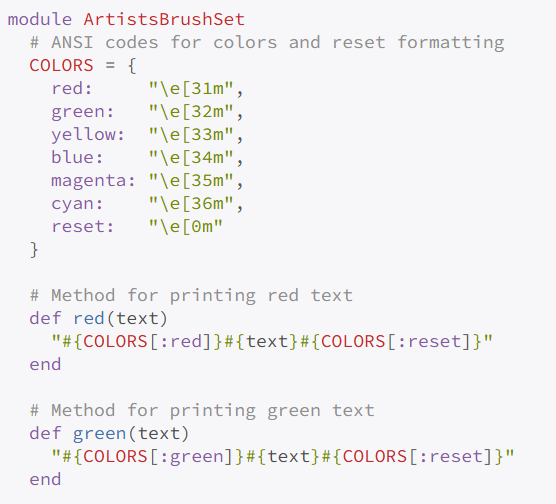 module ArtistsBrushSet
  # ANSI codes for colors and reset formatting
  COLORS = {
    red:     "\e[31m",
    green:   "\e[32m",
    yellow:  "\e[33m",
    blue:    "\e[34m",
    magenta: "\e[35m",
    cyan:    "\e[36m",
    reset:   "\e[0m"
  }

  # Method for printing red text
  def red(text)
    "#{COLORS[:red]}#{text}#{COLORS[:reset]}"
  end

  # Method for printing green text
  def green(text)
    "#{COLORS[:green]}#{text}#{COLORS[:reset]}"
  end